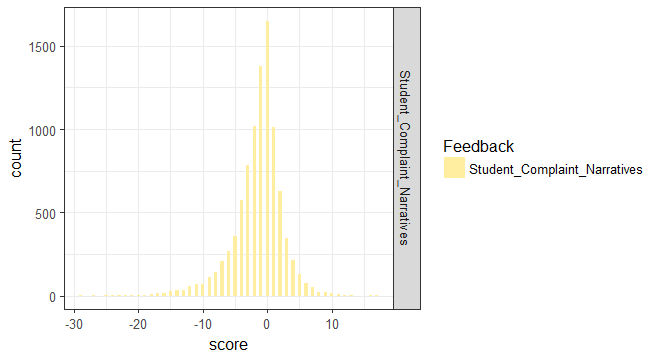 1500
1000
500
0
count
-30
-20
-10
0
10
score
Student_Complaint_Narratives
Feedback
Student_Complaint_Narratives